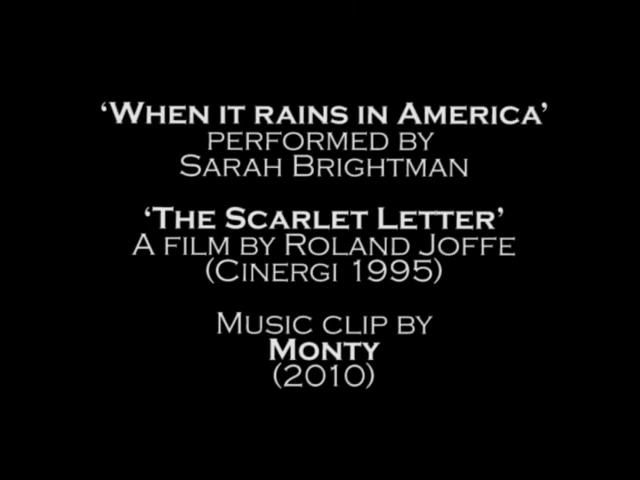 ‘When it rains in America’
performed by
Sarah Brightman
‘The Scarlet Letter’
A film by Roland Joffe
(Cinergi 1995)
Music clip by
Monty
(2010)